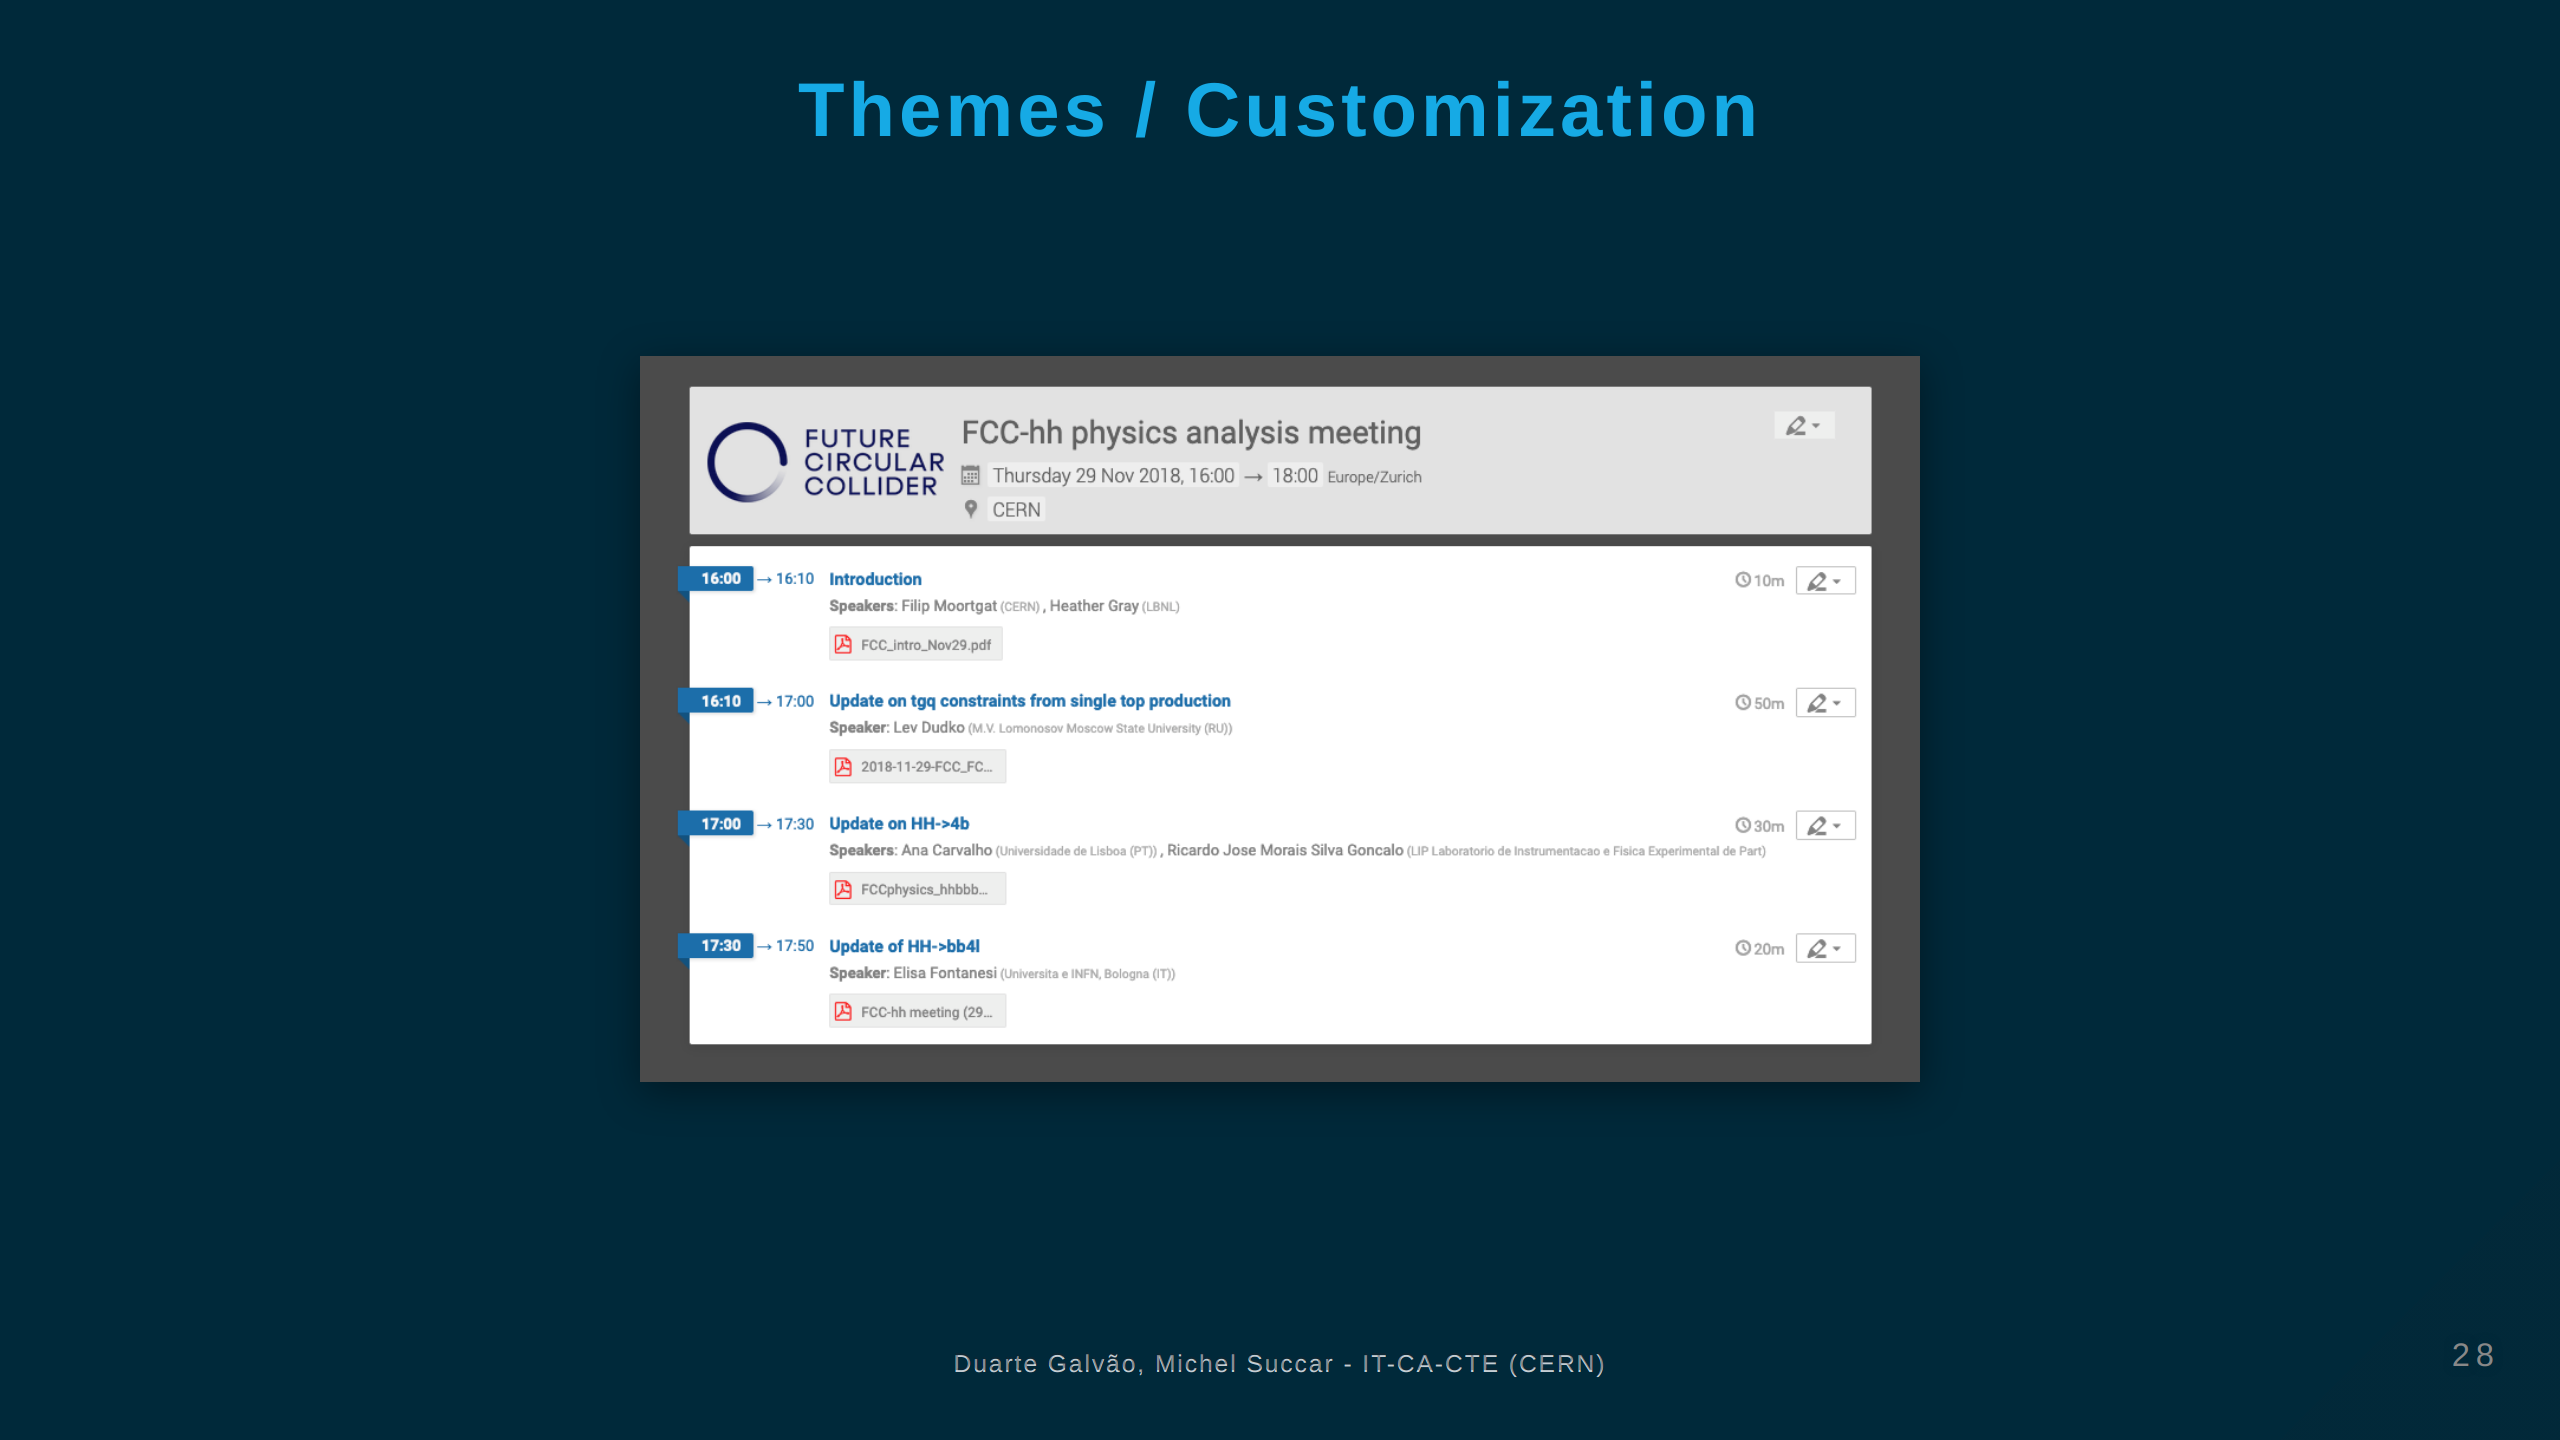 Themes / Customization
FUTURE
CIRCULAR
COLLIDER
FCC-hh physics analysis meeting
Thursday 29 Nov 2018, 16:00 → 18:00 Europe/Zurich
CERN
16:00 → 16:10 Introduction 10m
Speakers: Filip Moortgat (CERN) , Heather Gray (LBNL)
FCC_intro_Nov29.pdf
16:10 → 17:00 Update on tgq constraints from single top production 50m
Speaker: Lev Dudko (M.V. Lomonosov Moscow State University (RU))
2018-11-29-FCC_FC...
17:00 → 17:30 Update on HH->4b 30m
Speakers: Ana Carvalho (Universidade de Lisboa (PT)) , Ricardo Jose Morais Silva Goncalo (LIP Laboratorio de Instrumentacao e Fisica Experimental de Part)
FCCphysics_hhbbb...
17:30 → 17:50 Update of HH->bb4l 20m
Speaker: Elisa Fontanesi (Universita e INFN, Bologna (IT))
FCC-hh meeting (29...
Duarte Galvão, Michel Succar - IT-CA-CTE (CERN)
28